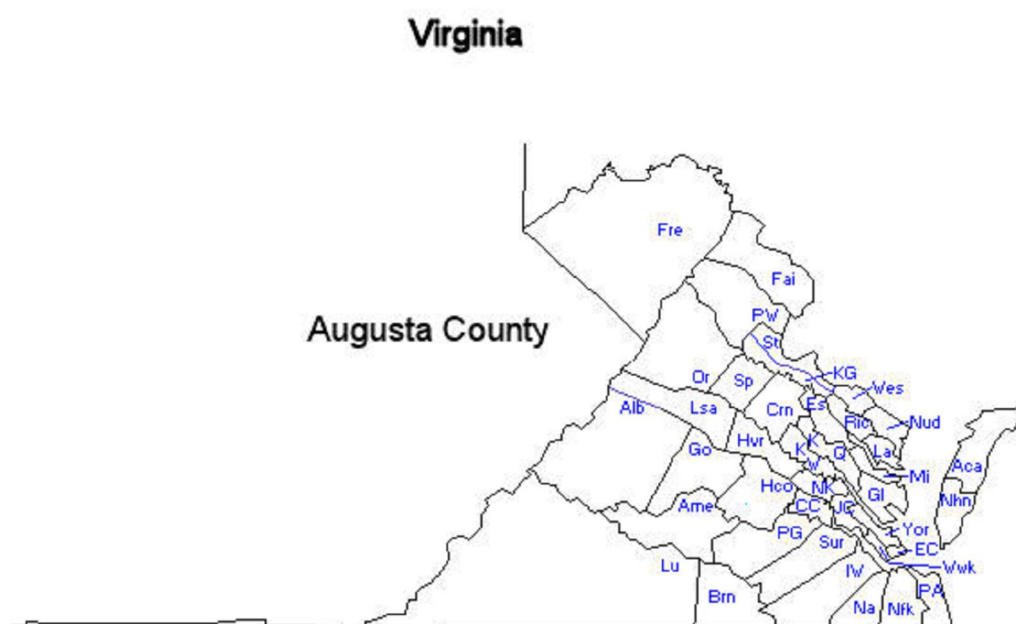 Virginia
Fre
Fai
PW
Augusta County
St
KG
Or
Sp
Wes
Alb
Lsa
Crn
Es
Ric
Nud
Hvr
K
K
Go
Q
La
W
Aca
Mi
Hco
NK
GI
Nhn
Ame
CC
JC
Yor
PG
Sur
EC
Lu
IW
Wwk
Brn
PA
Na
Nfk